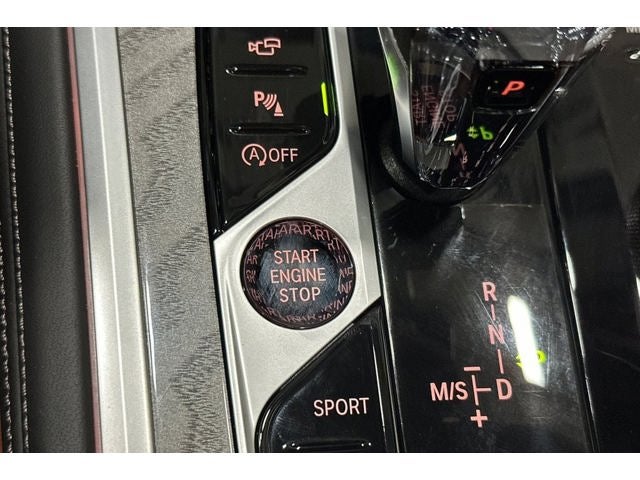 P
P
A OFF
START
ENGINE
STOP
R
N
M/S D
+
SPORT